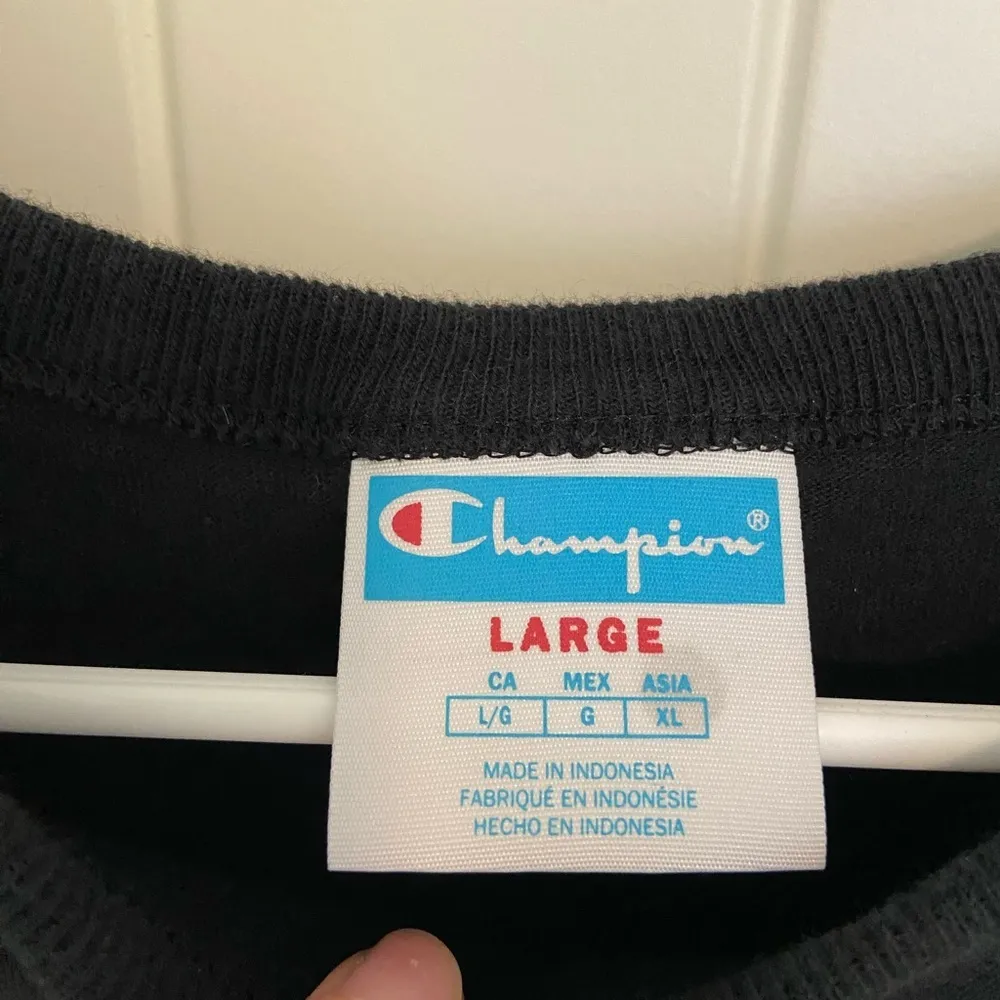 Champion®
LARGE
CA MEX ASIA
L/G G XL
MADE IN INDONESIA
FABRIQUÉ EN INDONÉSIE
HECHO EN INDONESIA